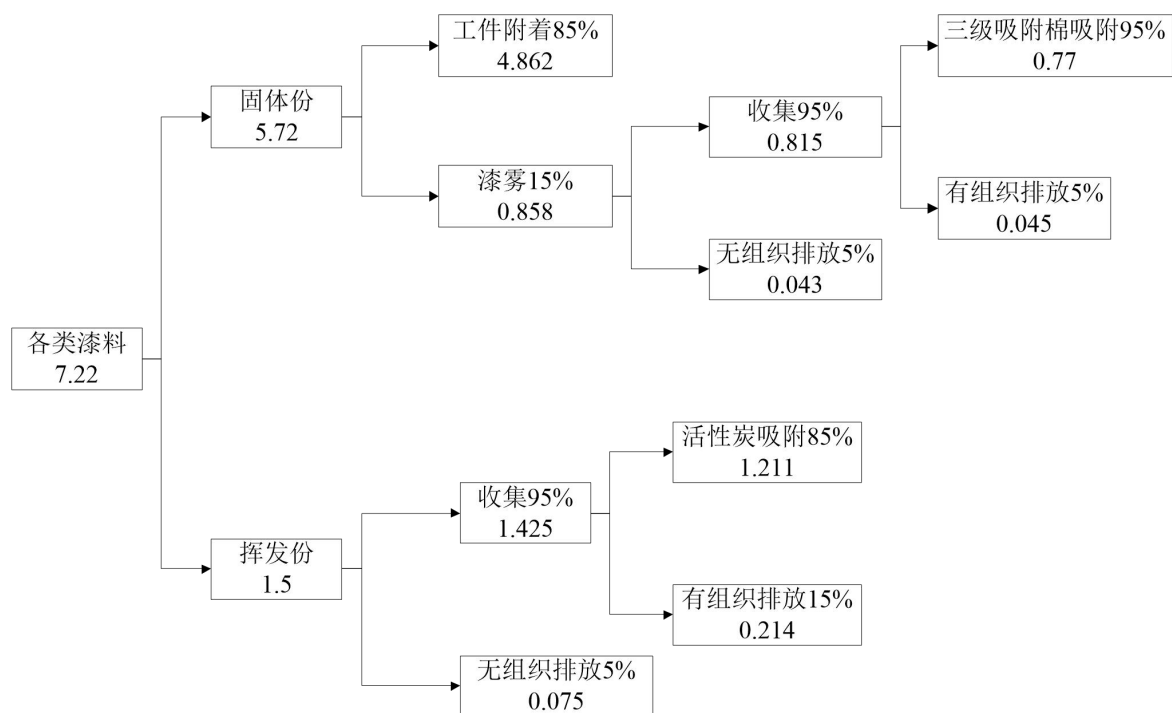 工件附着85%
4.862
三级吸附棉吸附95%
0.77
固体份
5.72
收集95%
0.815
漆雾15%
0.858
有组织排放5%
0.045
无组织排放5%
0.043
各类漆料
7.22
活性炭吸附85%
1.211
收集95%
1.425
挥发份
1.5
有组织排放15%
0.214
无组织排放5%
0.075